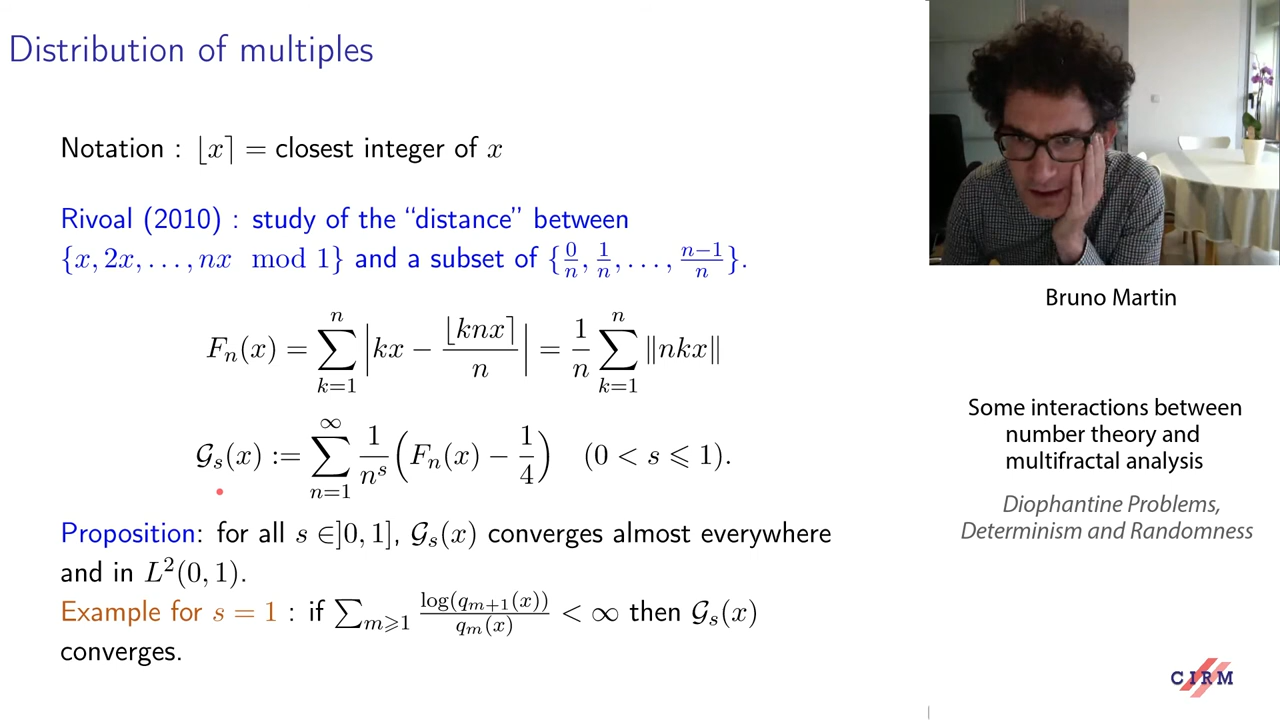 Distribution of multiples
Notation : ⌊x⌉ = closest integer of x
Rivoal (2010) : study of the “distance” between
{x, 2x, . . . , nx mod 1} and a subset of {0/n, 1/n, . . . , n−1/n}.
F_n(x) = ∑_{k=1}^{n} |kx − ⌊knx⌉/n| = 1/n ∑_{k=1}^{n} ‖nkx‖
𝒢_s(x) := ∑_{n=1}^{∞} 1/n^s (F_n(x) − 1/4) (0 < s ⩽ 1).
Proposition: for all s ∈]0, 1], 𝒢_s(x) converges almost everywhere
and in L²(0, 1).
Example for s = 1 : if ∑_{m⩾1} log(q_{m+1}(x))/q_m(x) < ∞ then 𝒢_s(x)
converges.
Bruno Martin
Some interactions between
number theory and
multifractal analysis
Diophantine Problems,
Determinism and Randomness
CIRM